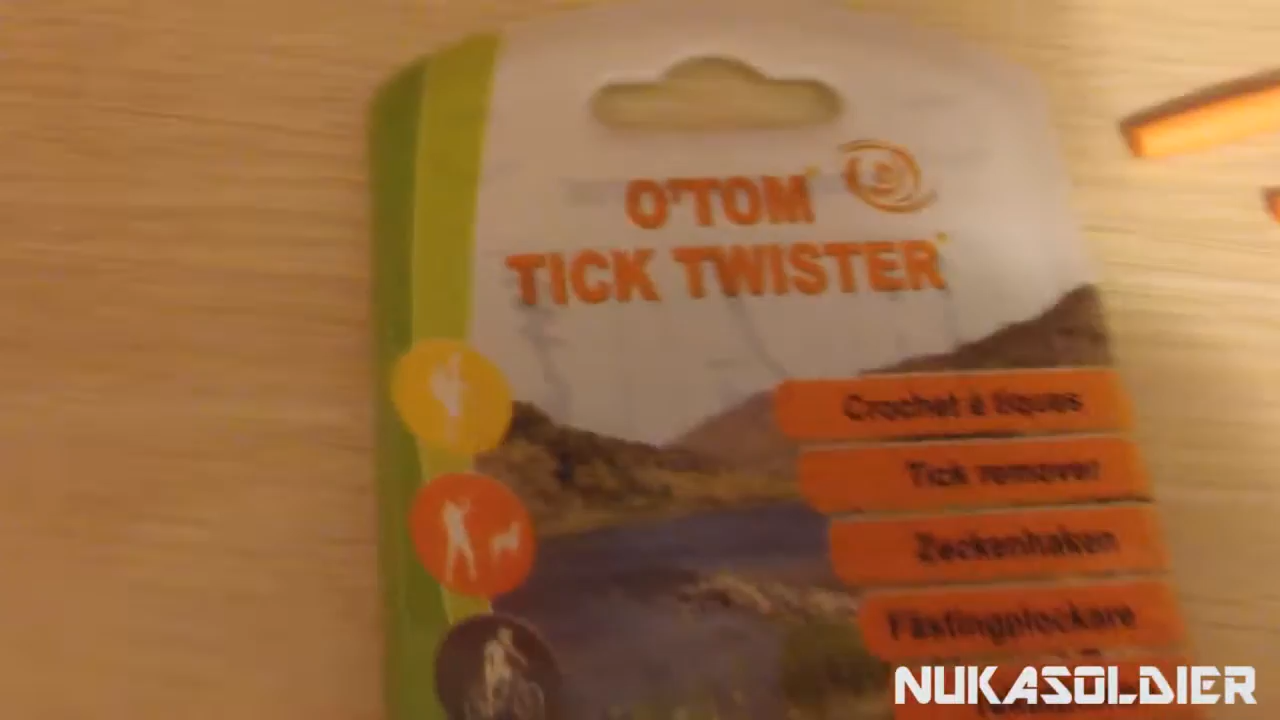 O'TOM
TICK TWISTER
Crochet à tiques
Tick remover
Zeckenhaken
Fästingplockare
NUKASOLDIER